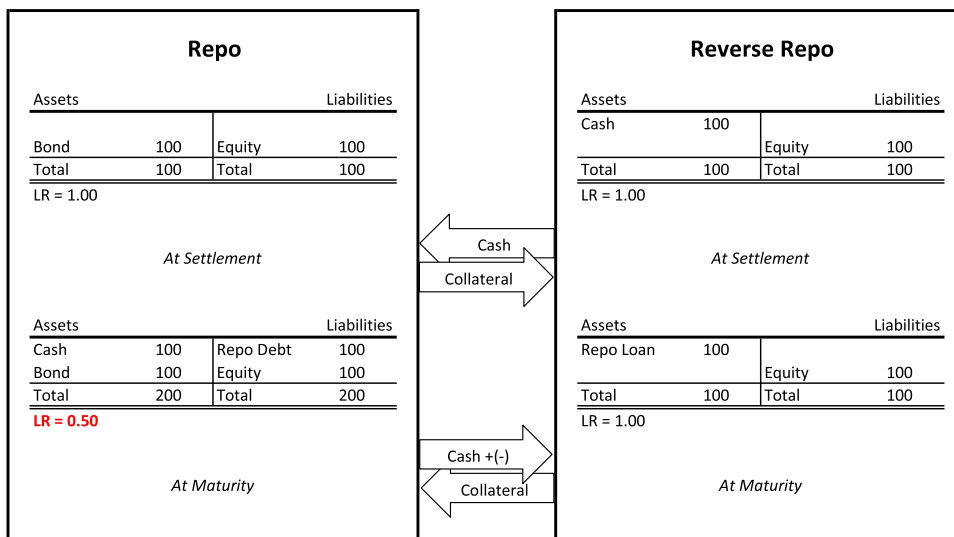 Repo
Assets Liabilities
Bond 100 Equity 100
Total 100 Total 100
LR = 1.00
At Settlement
Assets Liabilities
Cash 100 Repo Debt 100
Bond 100 Equity 100
Total 200 Total 200
LR = 0.50
At Maturity
Cash
Collateral
Cash +(-)
Collateral
Reverse Repo
Assets Liabilities
Cash 100
Equity 100
Total 100 Total 100
LR = 1.00
At Settlement
Assets Liabilities
Repo Loan 100
Equity 100
Total 100 Total 100
LR = 1.00
At Maturity